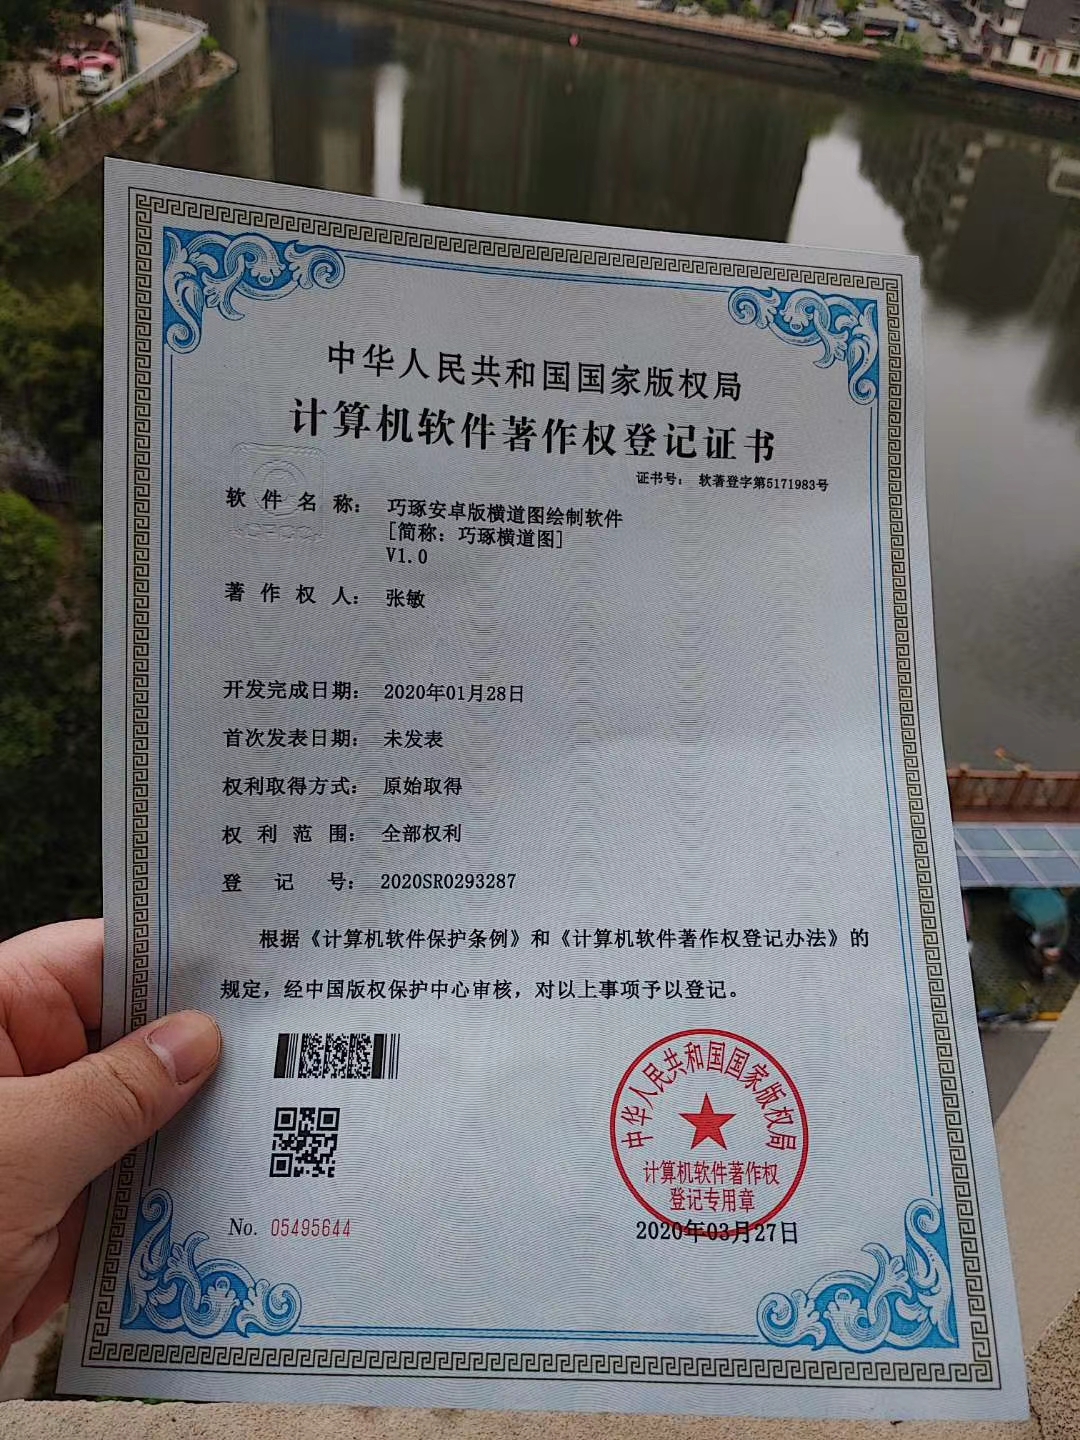 中华人民共和国国家版权局
计算机软件著作权登记证书
证书号： 软著登字第5171983号
软件名称： 巧琢安卓版横道图绘制软件
[简称：巧琢横道图]
V1.0
著作权人： 张敏
开发完成日期： 2020年01月28日
首次发表日期： 未发表
权利取得方式： 原始取得
权利范围： 全部权利
登记号： 2020SR0293287
根据《计算机软件保护条例》和《计算机软件著作权登记办法》的
规定，经中国版权保护中心审核，对以上事项予以登记。
中华人民共和国国家版权局
计算机软件著作权
登记专用章
No. 05495644
2020年03月27日